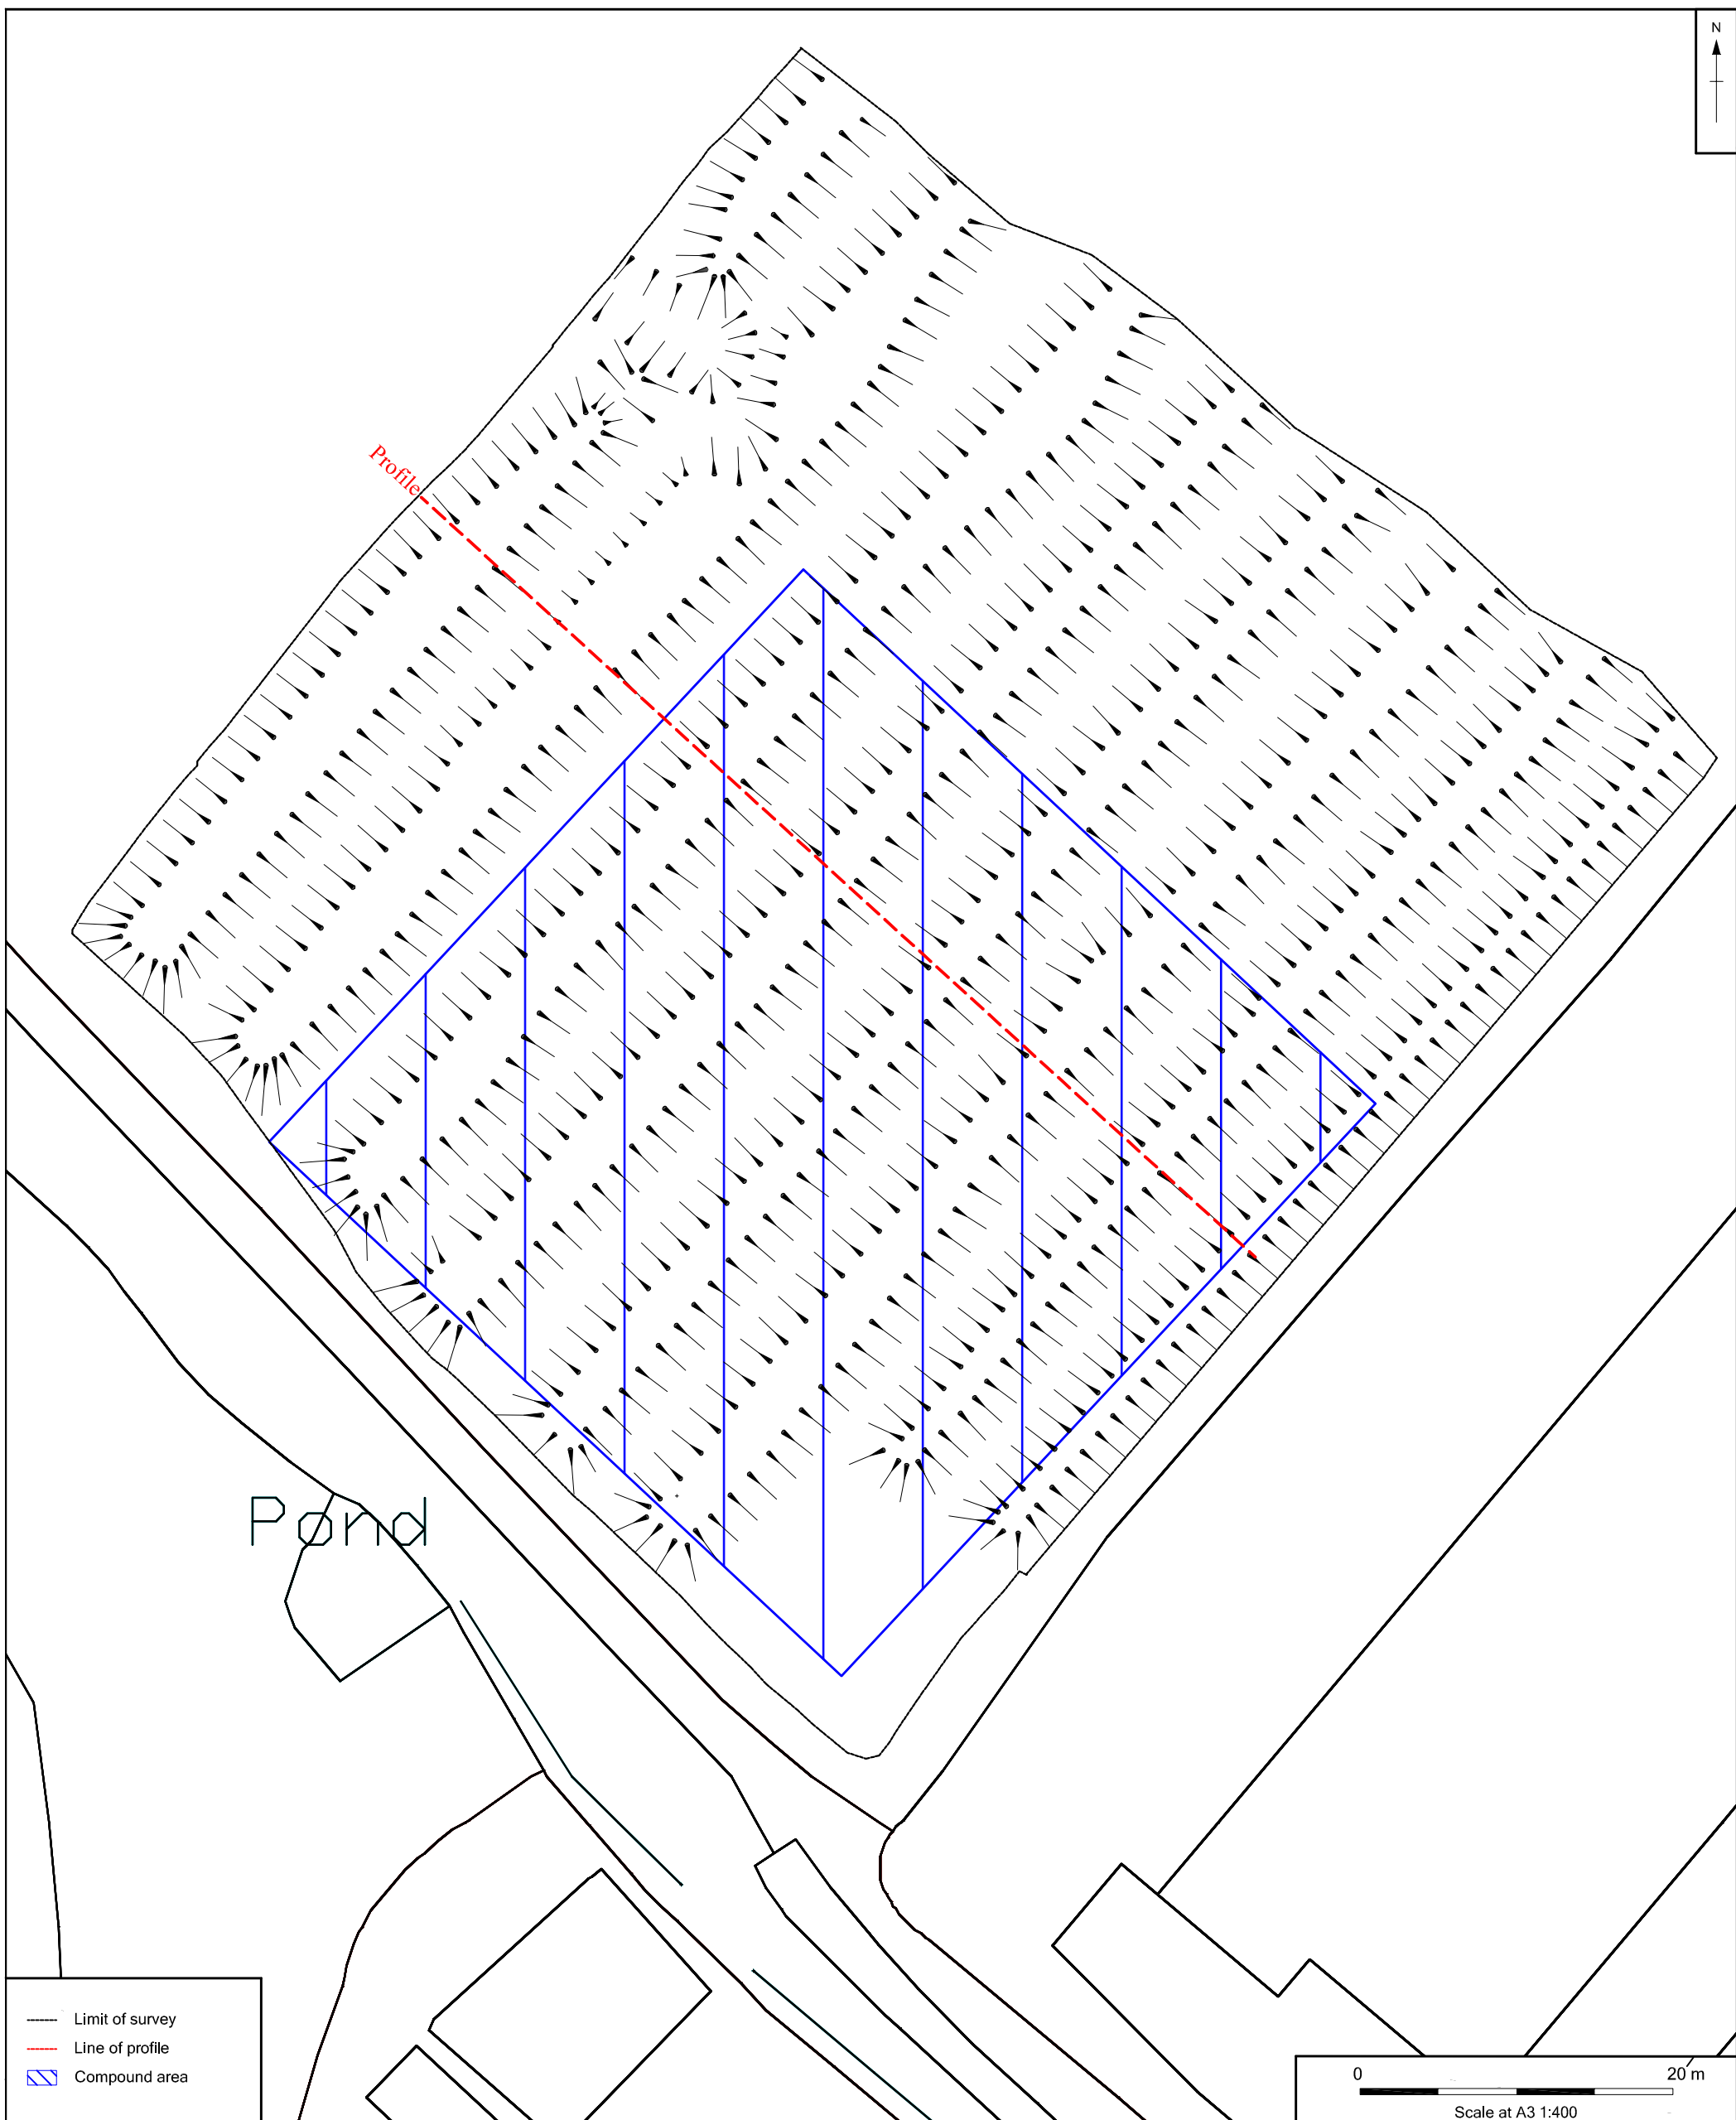 N
Profile
Pond
Limit of survey
Line of profile
Compound area
0 20 m
Scale at A3 1:400